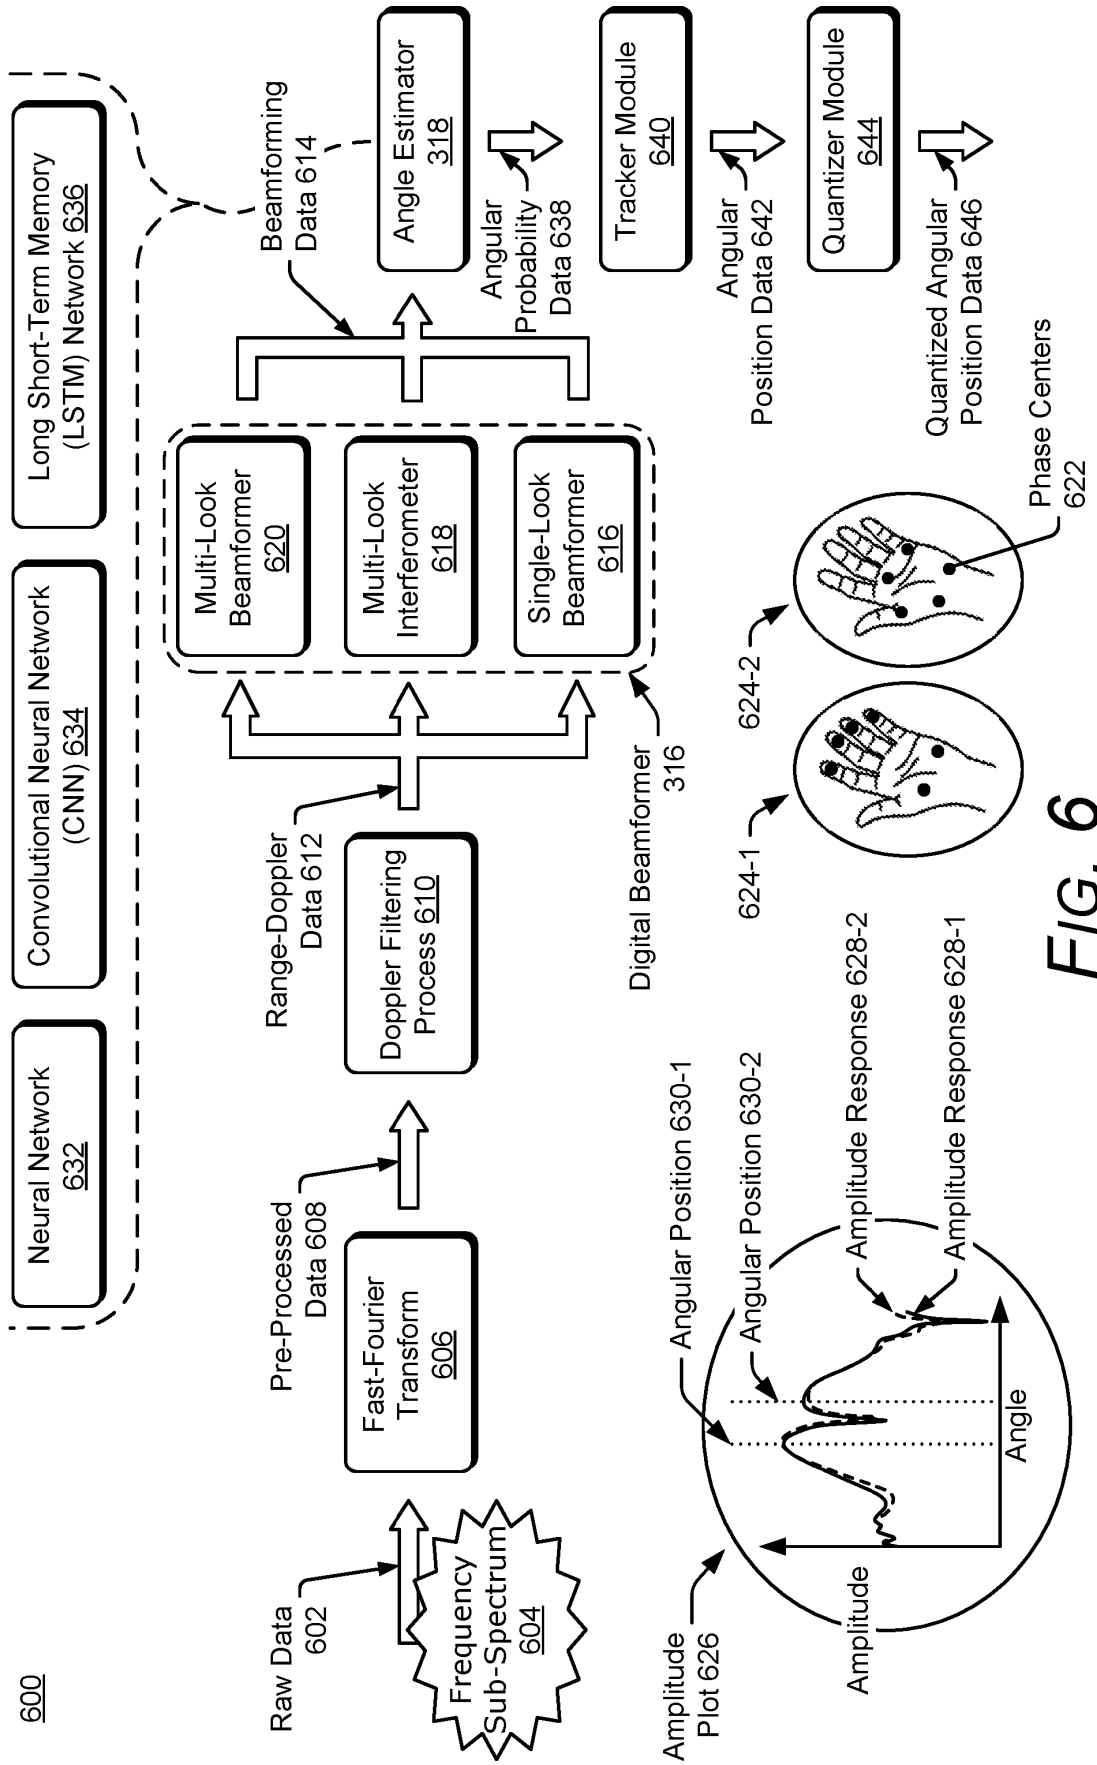 600
Neural Network
632
Convolutional Neural Network
(CNN) 634
Long Short-Term Memory
(LSTM) Network 636
Raw Data
602
Frequency
Sub-Spectrum
604
Fast-Fourier
Transform
606
Pre-Processed
Data 608
Doppler Filtering
Process 610
Range-Doppler
Data 612
Multi-Look
Beamformer
620
Multi-Look
Interferometer
618
Single-Look
Beamformer
616
Digital Beamformer
316
Beamforming
Data 614
Angle Estimator
318
Angular
Probability
Data 638
Tracker Module
640
Angular
Position Data 642
Quantizer Module
644
Quantized Angular
Position Data 646
Amplitude
Plot 626
Amplitude
Angle
Angular Position 630-1
Angular Position 630-2
Amplitude Response 628-2
Amplitude Response 628-1
624-1
624-2
Phase Centers
622
FIG. 6